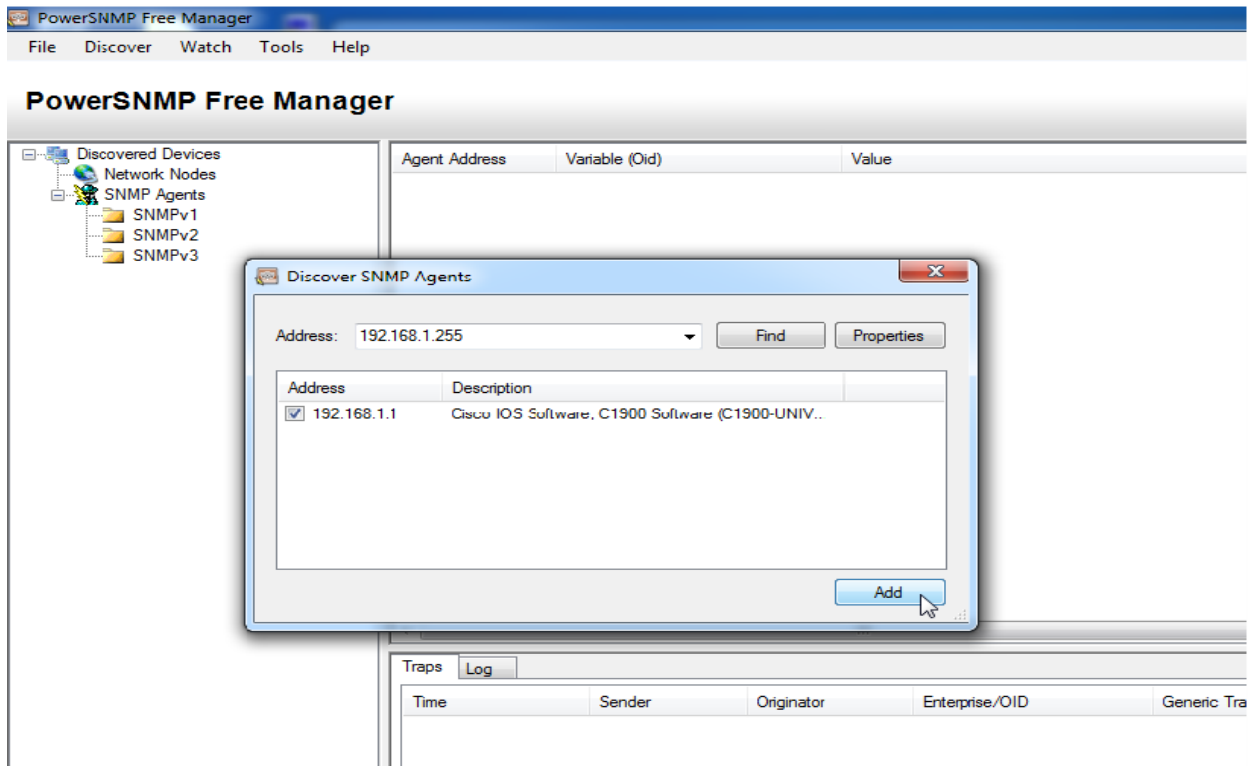 PowerSNMP Free Manager
File Discover Watch Tools Help
PowerSNMP Free Manager
Discovered Devices
Network Nodes
SNMP Agents
SNMPv1
SNMPv2
SNMPv3
Agent Address Variable (Oid) Value
Discover SNMP Agents
Address: 192.168.1.255 Find Properties
Address Description
192.168.1.1 Cisco IOS Software, C1900 Software (C1900-UNIV...
Add
Traps Log
Time Sender Originator Enterprise/OID Generic Tra